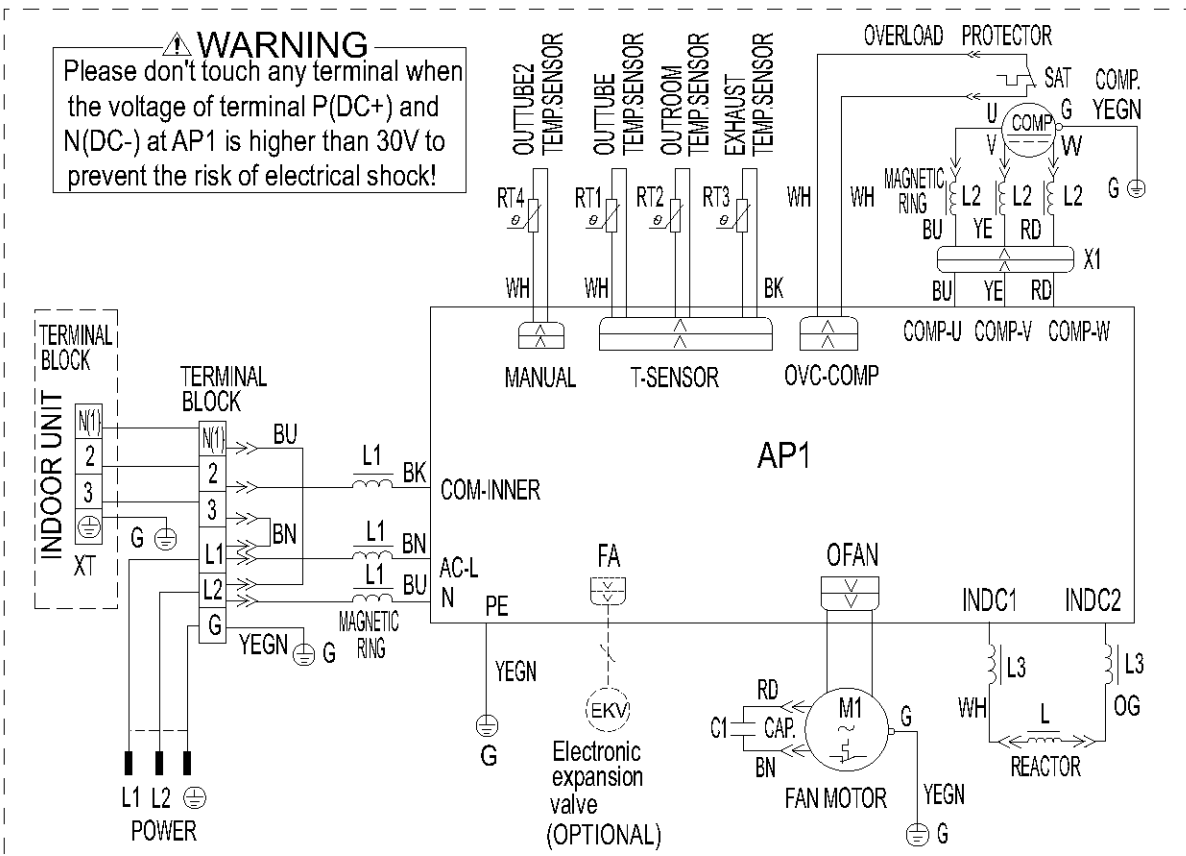 WARNING
Please don't touch any terminal when
the voltage of terminal P(DC+) and
N(DC-) at AP1 is higher than 30V to
prevent the risk of electrical shock!
OUTTUBE2
TEMP.SENSOR
OUTTUBE
TEMP.SENSOR
OUTROOM
TEMP.SENSOR
EXHAUST
TEMP.SENSOR
OVERLOAD PROTECTOR
SAT
COMP.
YEGN
U
COMP
G
V
W
RT4
θ
RT1
θ
RT2
θ
RT3
θ
WH
WH
MAGNETIC
RING
L2
L2
L2
G
BU
YE
RD
X1
WH
WH
BK
BU
YE
RD
MANUAL
T-SENSOR
OVC-COMP
COMP-U
COMP-V
COMP-W
AP1
TERMINAL
BLOCK
INDOOR UNIT
N(1)
2
3
XT
G
TERMINAL
BLOCK
N(1)
2
3
L1
L2
G
BU
BN
YEGN
G
L1
BK
COM-INNER
L1
BN
AC-L
L1
BU
N
MAGNETIC
RING
PE
YEGN
G
FA
EKV
Electronic
expansion
valve
(OPTIONAL)
OFAN
RD
C1
CAP.
BN
M1
~
G
FAN MOTOR
YEGN
G
INDC1
INDC2
L3
L3
WH
L
OG
REACTOR
L1
L2
POWER